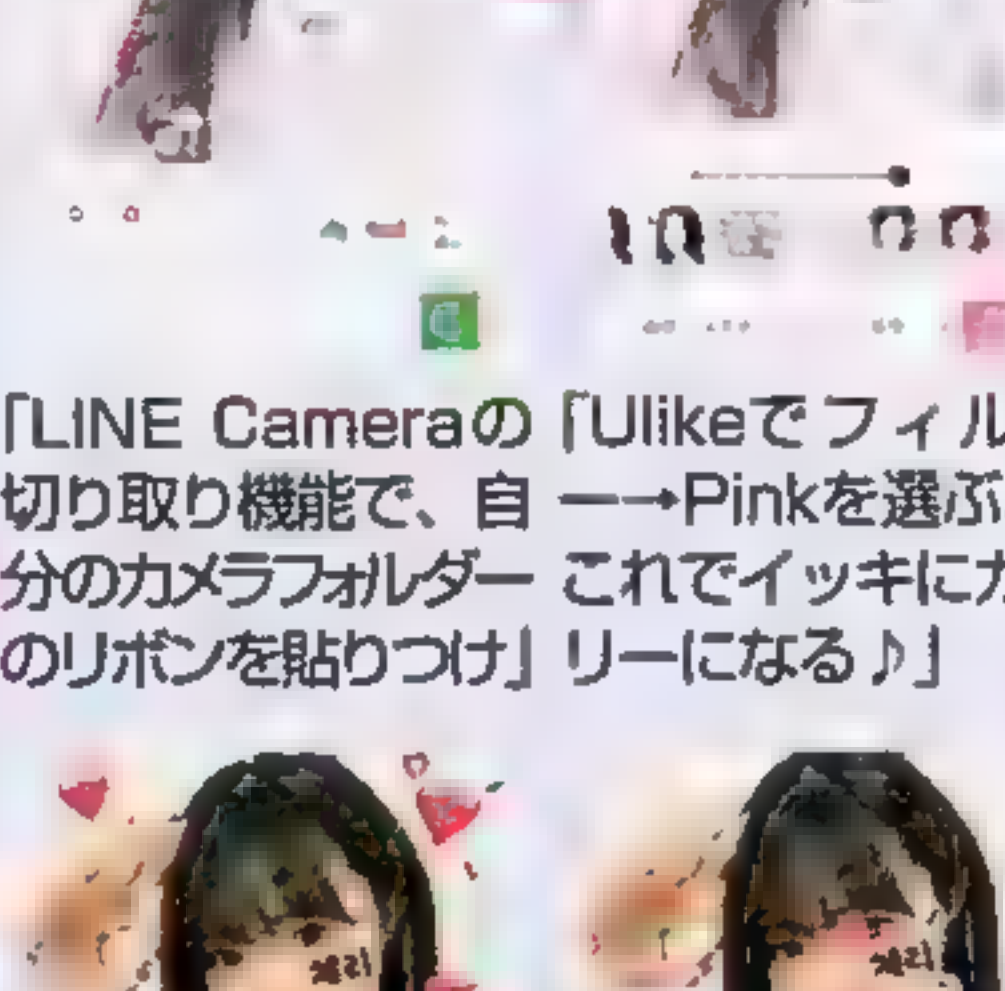 「LINE Cameraの
切り取り機能で、自
分のカメラフォルダー
のリボンを貼りつけ」
「Ulikeでフィル
ー→Pinkを選ぶ
これでイッキにガ
リーになる♪」